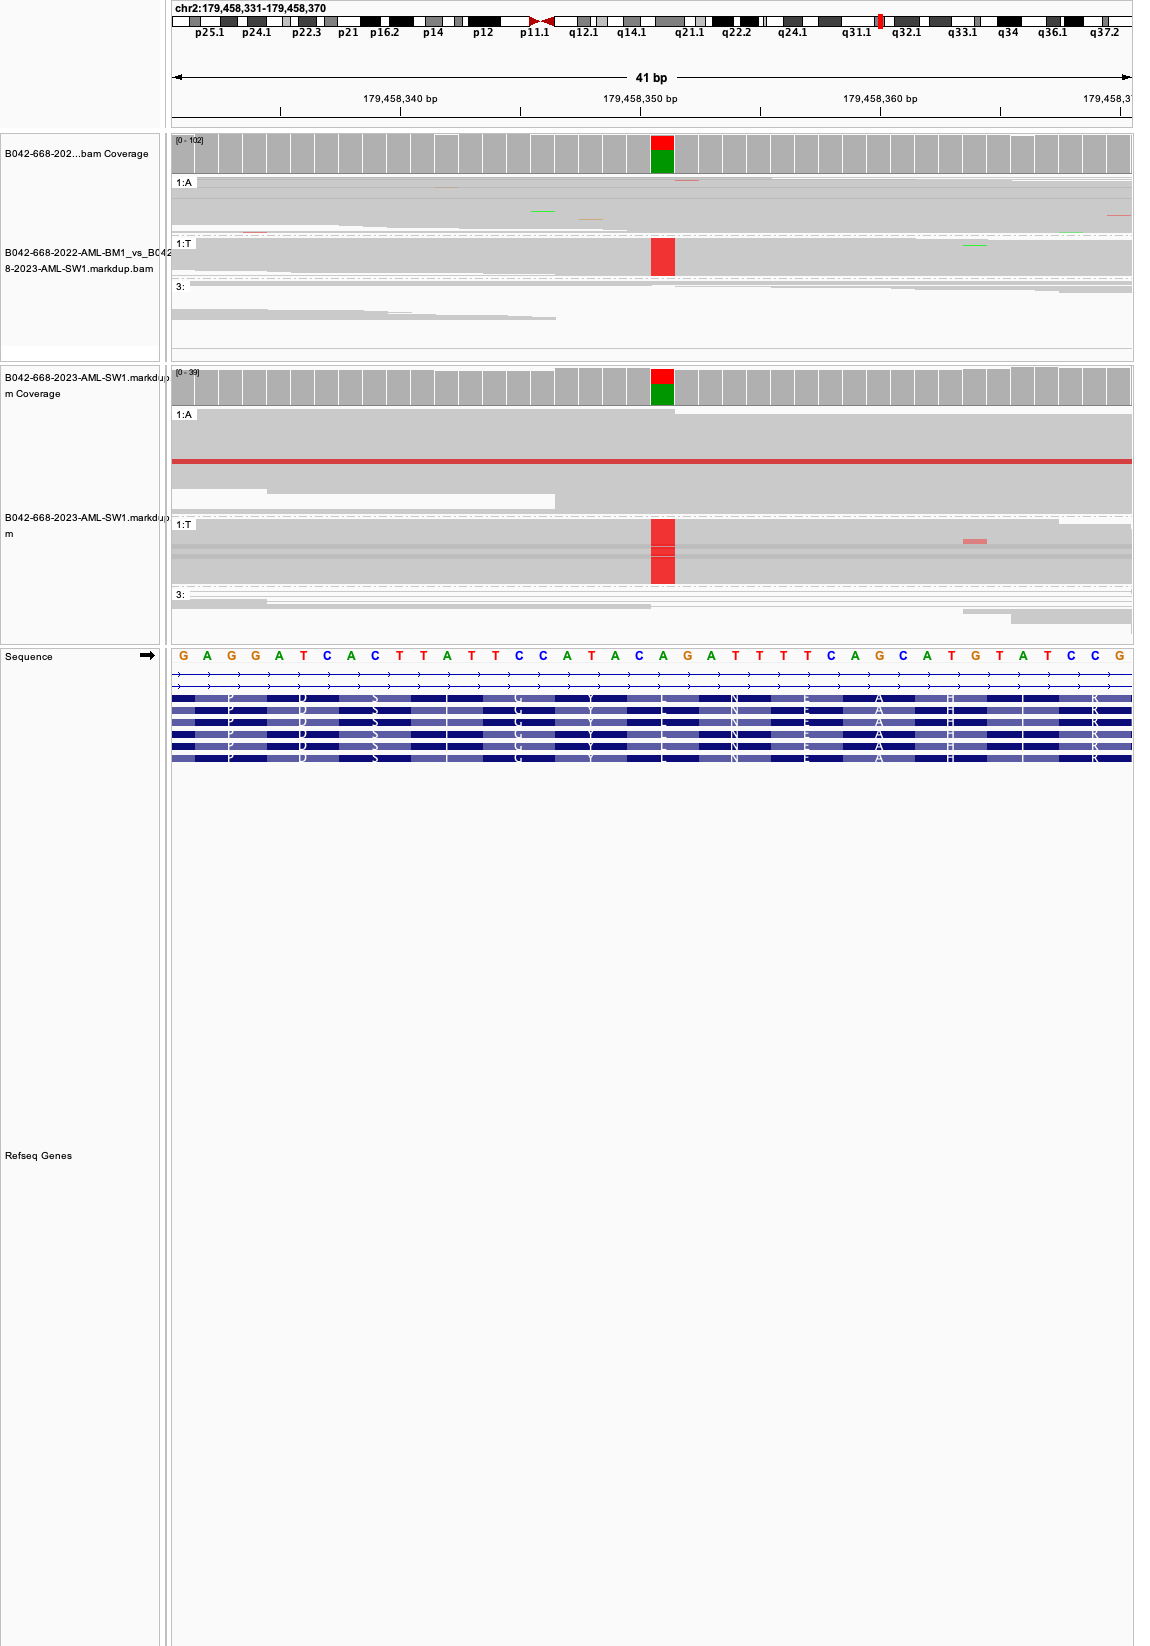 chr2:179,458,331-179,458,370
p25.1 p24.1 p22.3 p21 p16.2 p14 p12 p11.1 q12.1 q14.1 q21.1 q22.2 q24.1 q31.1 q32.1 q33.1 q34 q36.1 q37.2
41 bp
179,458,340 bp 179,458,350 bp 179,458,360 bp 179,458,37
[0 - 102]
B042-668-202...bam Coverage
1:A
1:T
B042-668-2022-AML-BM1_vs_B042
8-2023-AML-SW1.markdup.bam
3:
[0 - 39]
B042-668-2023-AML-SW1.markdup
m Coverage
1:A
B042-668-2023-AML-SW1.markdup
m
1:T
3:
Sequence G A G G A T C A C T T A T T C C A T A C A G A T T T T C A G C A T G T A T C C G
P D S I G Y L N E A H I R
P D S I G Y L N E A H I R
P D S I G Y L N E A H I R
P D S I G Y L N E A H I R
P D S I G Y L N E A H I R
P D S I G Y L N E A H I R
Refseq Genes